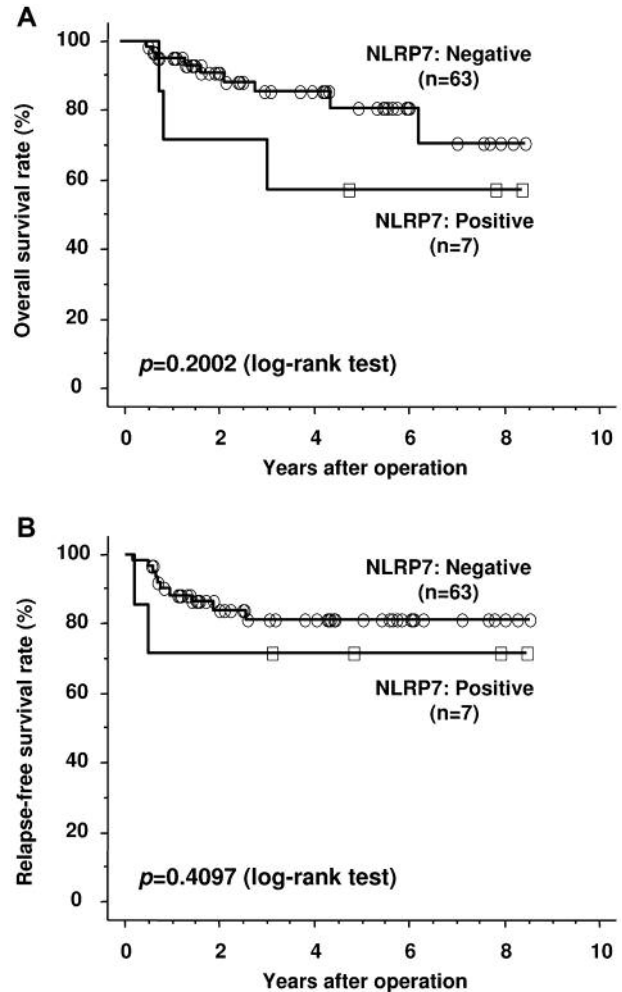 A
100
80
60
40
20
0
Overall survival rate (%)
NLRP7: Negative
(n=63)
NLRP7: Positive
(n=7)
p=0.2002 (log-rank test)
0 2 4 6 8 10
Years after operation
B
100
80
60
40
20
0
Relapse-free survival rate (%)
NLRP7: Negative
(n=63)
NLRP7: Positive
(n=7)
p=0.4097 (log-rank test)
0 2 4 6 8 10
Years after operation